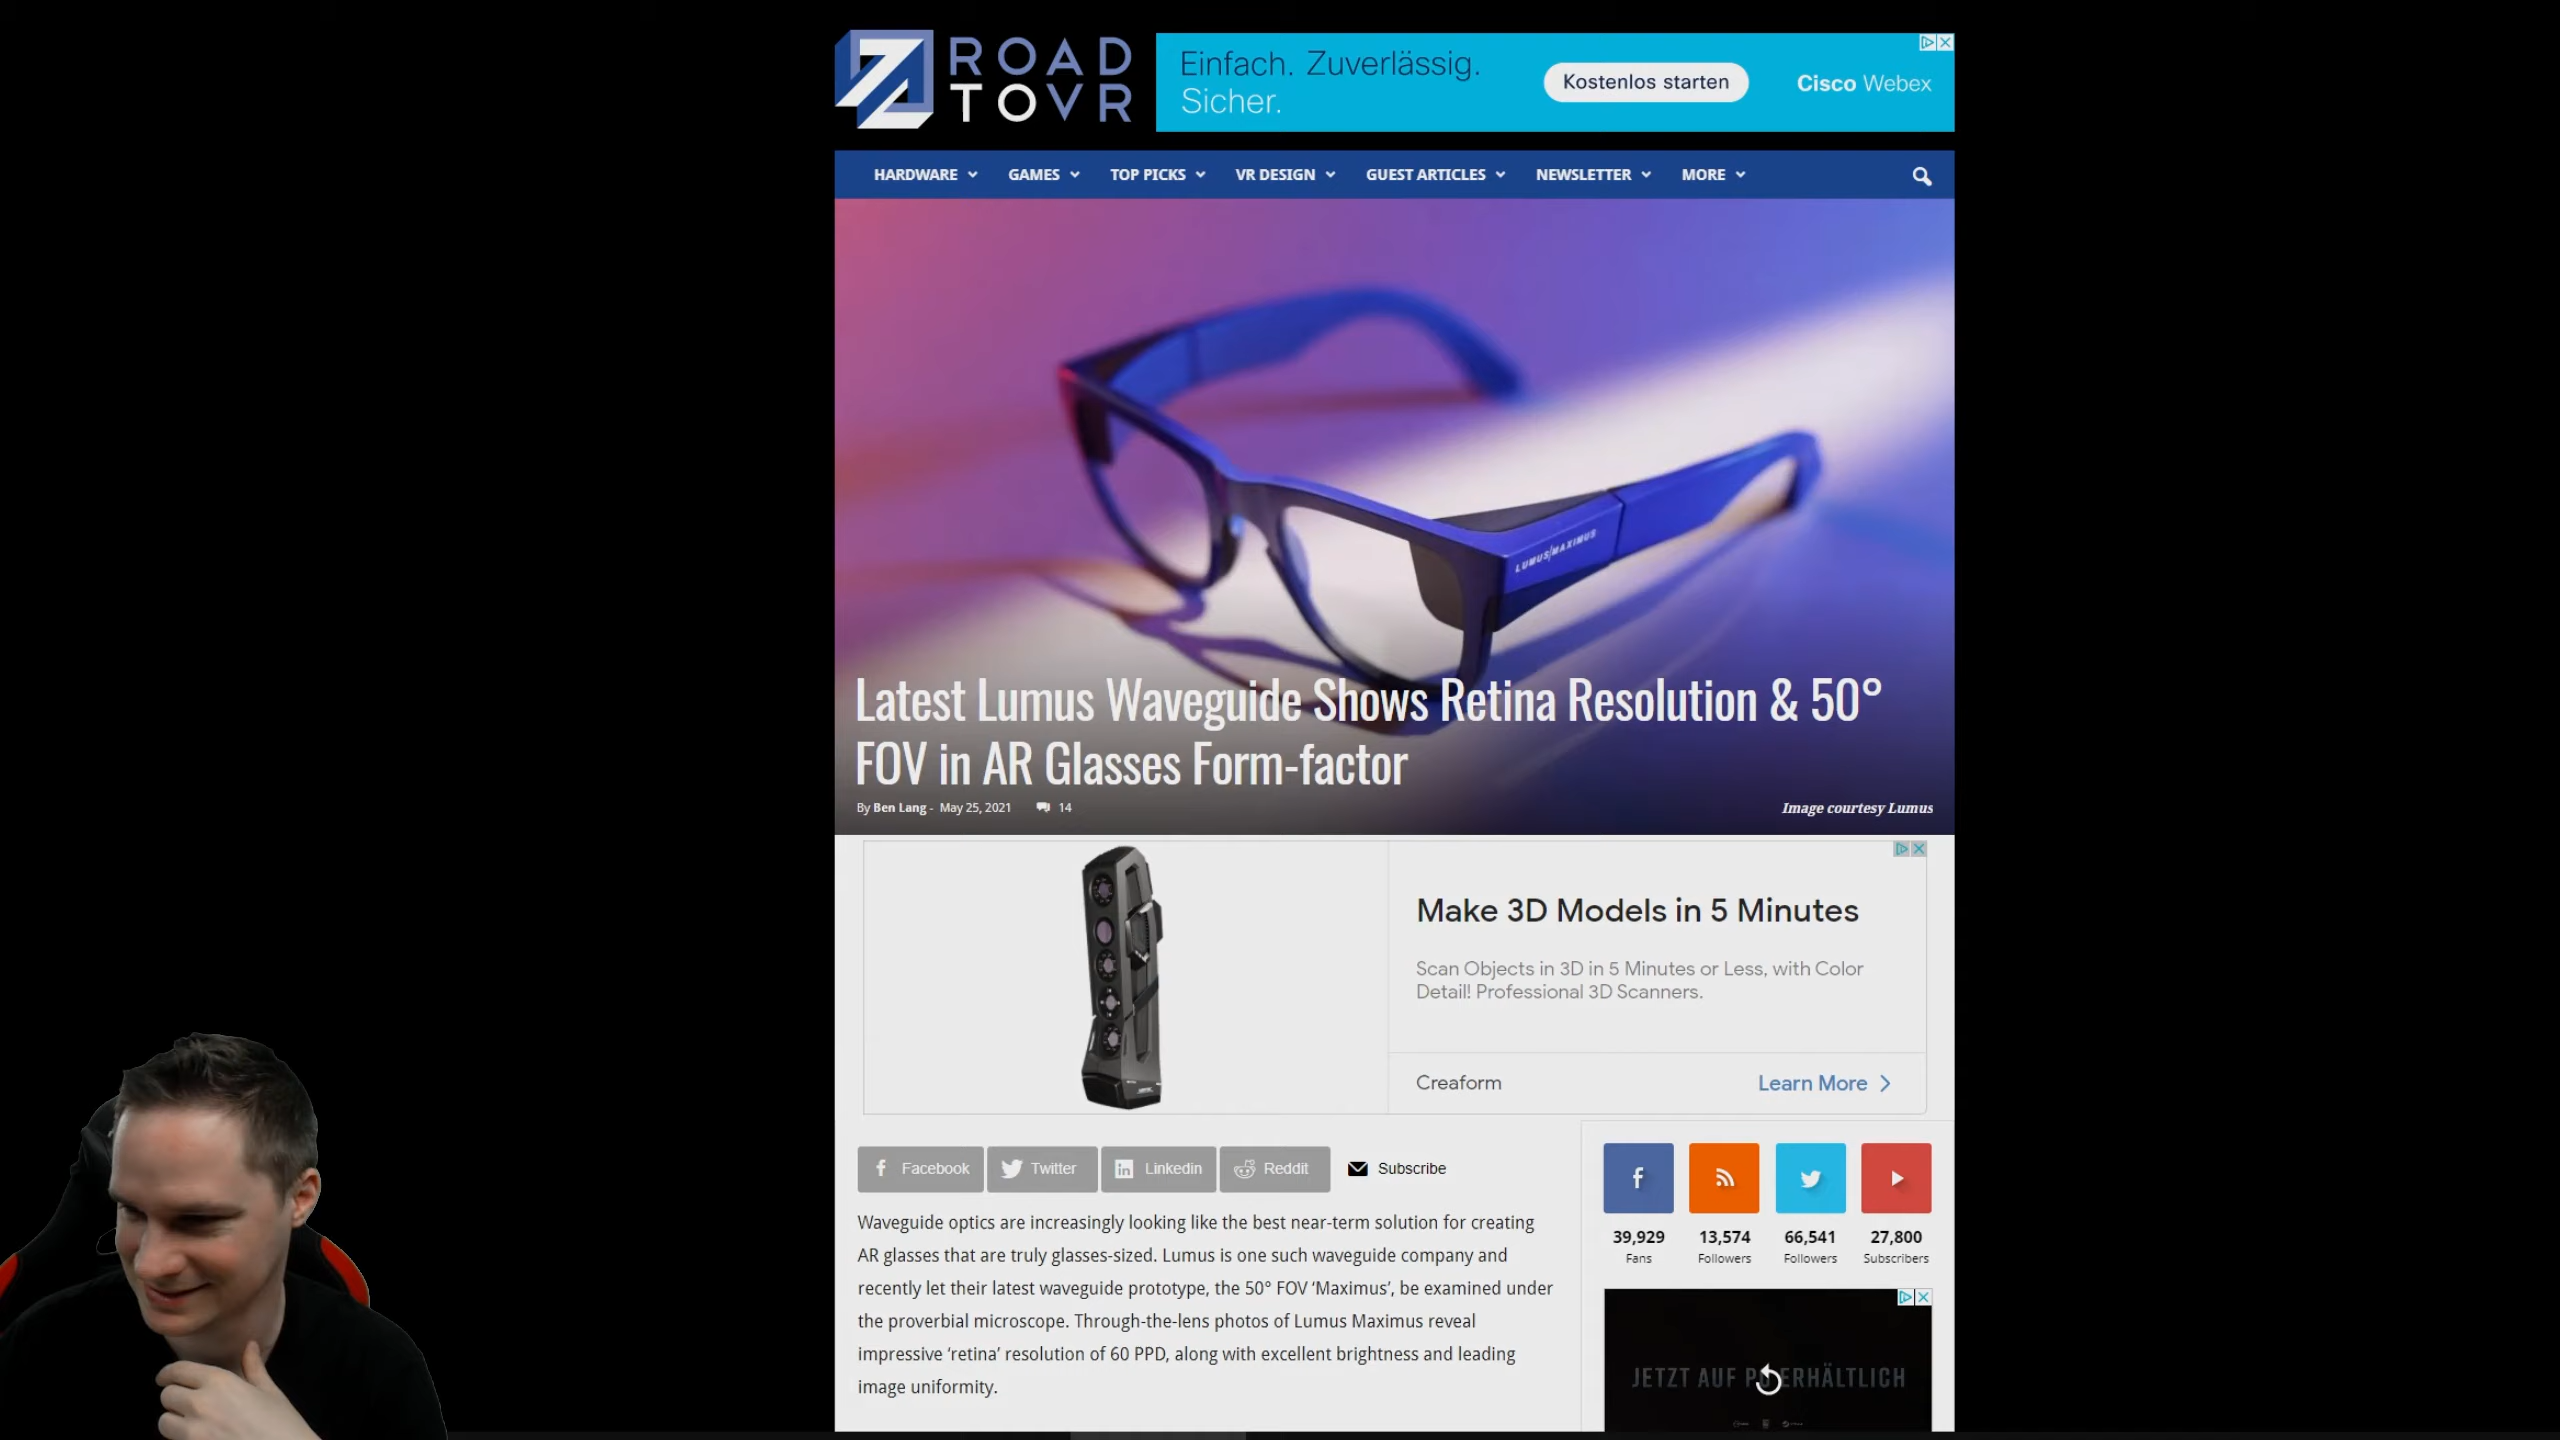 ROAD
TOVR
Einfach. Zuverlässig.
Sicher.
Kostenlos starten
Cisco Webex
HARDWARE
GAMES
TOP PICKS
VR DESIGN
GUEST ARTICLES
NEWSLETTER
MORE
LUMUS/MAXIMUS
Latest Lumus Waveguide Shows Retina Resolution & 50°
FOV in AR Glasses Form-factor
By Ben Lang - May 25, 2021 14
Image courtesy Lumus
Make 3D Models in 5 Minutes
Scan Objects in 3D in 5 Minutes or Less, with Color
Detail! Professional 3D Scanners.
Creaform
Learn More
Facebook
Twitter
Linkedin
Reddit
Subscribe
Waveguide optics are increasingly looking like the best near-term solution for creating
AR glasses that are truly glasses-sized. Lumus is one such waveguide company and
recently let their latest waveguide prototype, the 50° FOV ‘Maximus’, be examined under
the proverbial microscope. Through-the-lens photos of Lumus Maximus reveal
impressive ‘retina’ resolution of 60 PPD, along with excellent brightness and leading
image uniformity.
39,929
Fans
13,574
Followers
66,541
Followers
27,800
Subscribers
JETZT AUF ERHÄLTLICH